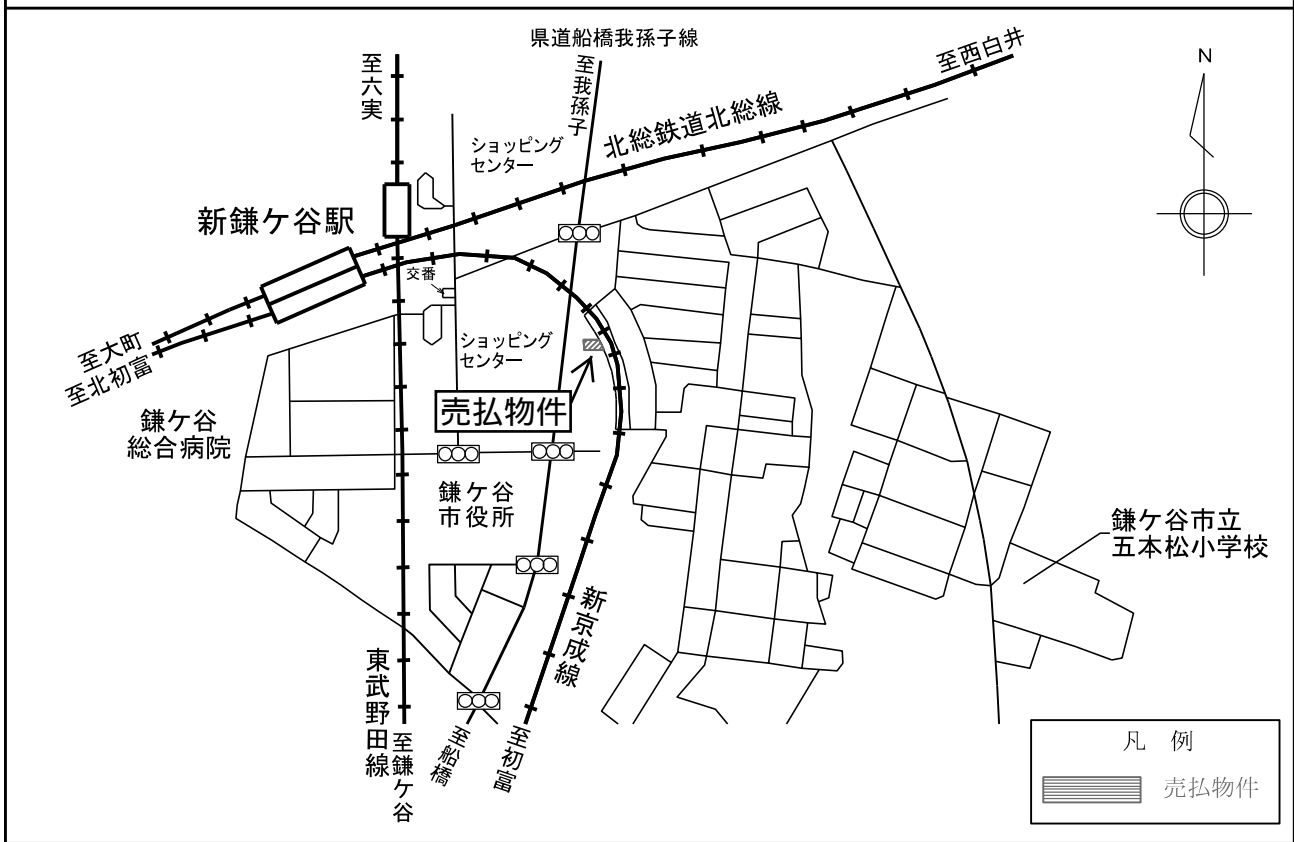 県道船橋我孫子線
至西白井
至六実
至我孫子
N
北総鉄道北総線
ショッピング
センター
新鎌ケ谷駅
交番
至大町
至北初富
ショッピング
センター
売払物件
鎌ケ谷
総合病院
鎌ケ谷
市役所
鎌ケ谷市立
五本松小学校
新京成線
東武野田線
至鎌ケ谷
至船橋
至初富
凡 例
売払物件